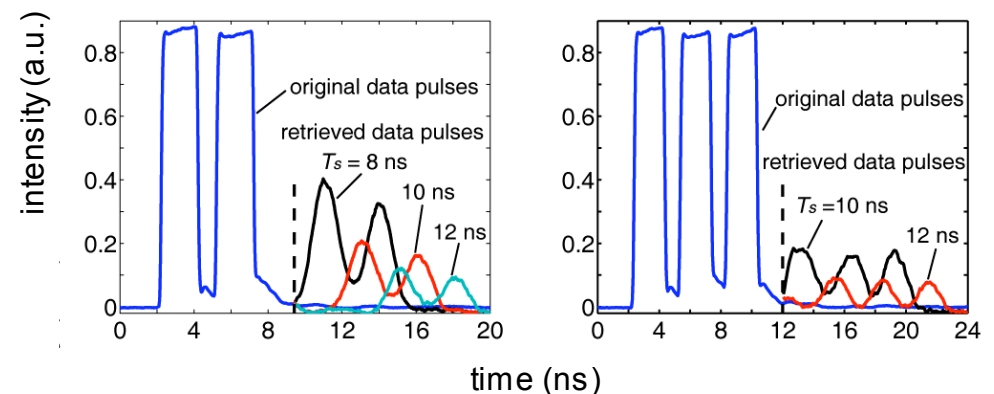 intensity (a.u.)
0.8
0.6
0.4
0.2
0
original data pulses
retrieved data pulses
Ts = 8 ns
10 ns
12 ns
0 4 8 12 16 20
0.8
0.6
0.4
0.2
0
original data pulses
retrieved data pulses
Ts =10 ns
12 ns
0 4 8 12 16 20 24
time (ns)